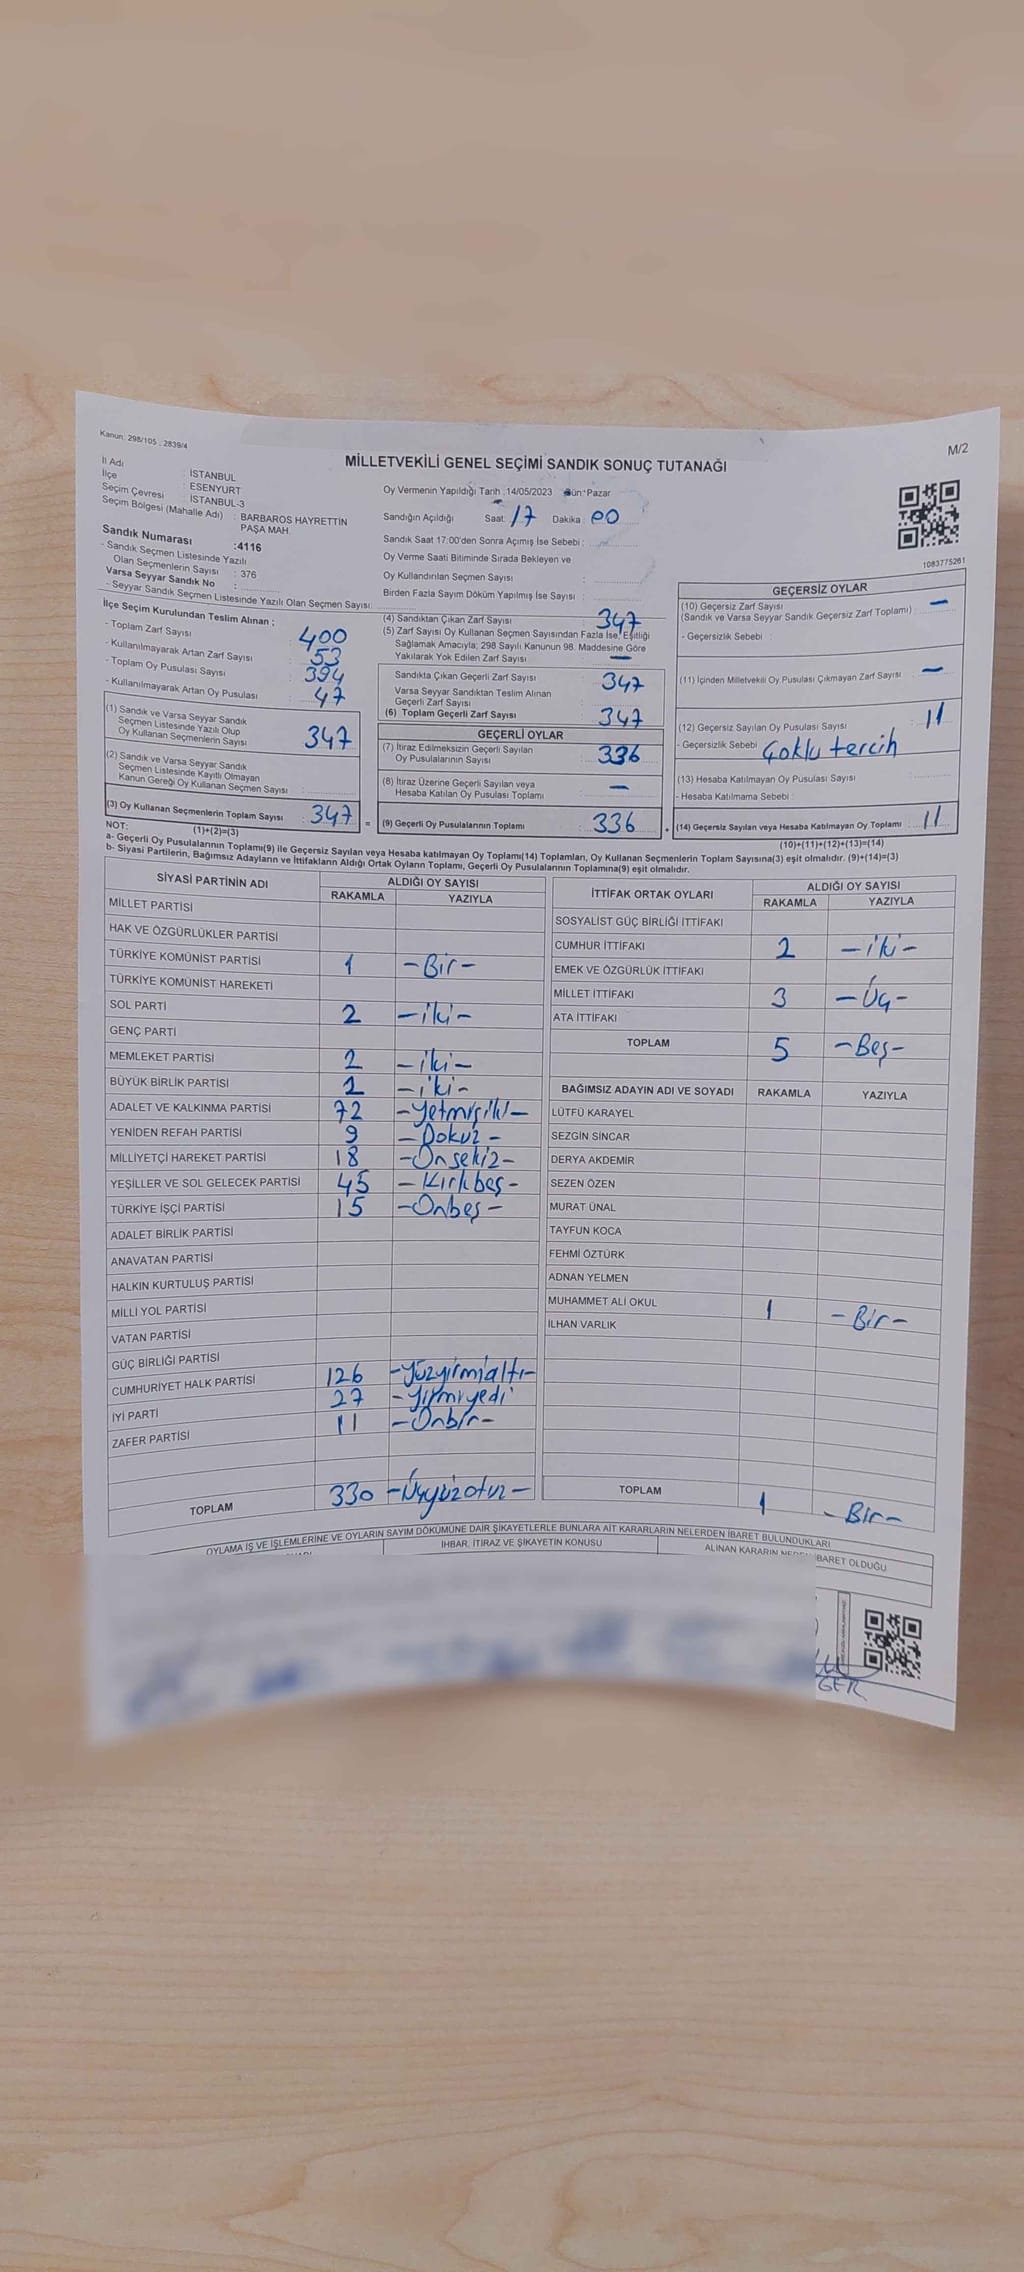 Kanun: 298/105 , 2839/4
M/2
MİLLETVEKİLİ GENEL SEÇİMİ SANDIK SONUÇ TUTANAĞI
İl Adı : İSTANBUL
İlçe : ESENYURT
Seçim Çevresi : İSTANBUL-3
Seçim Bölgesi (Mahalle Adı) : BARBAROS HAYRETTİN PAŞA MAH.
Sandık Numarası :4116
- Sandık Seçmen Listesinde Yazılı
Olan Seçmenlerin Sayısı : 376
Varsa Seyyar Sandık No :
- Seyyar Sandık Seçmen Listesinde Yazılı Olan Seçmen Sayısı:
Oy Vermenin Yapıldığı Tarih :14/05/2023 Gün: Pazar
Sandığın Açıldığı Saat: 17 Dakika: 00
Sandık Saat 17:00'den Sonra Açımış İse Sebebi :
Oy Verme Saati Bitiminde Sırada Bekleyen ve
Oy Kullandırılan Seçmen Sayısı :
Birden Fazla Sayım Döküm Yapılmış İse Sayısı :
1083775261
İlçe Seçim Kurulundan Teslim Alınan ;
- Toplam Zarf Sayısı : 400
- Kullanılmayarak Artan Zarf Sayısı : 53
- Toplam Oy Pusulası Sayısı : 394
- Kullanılmayarak Artan Oy Pusulası : 47
(1) Sandık ve Varsa Seyyar Sandık
Seçmen Listesinde Yazılı Olup
Oy Kullanan Seçmenlerin Sayısı : 347
(2) Sandık ve Varsa Seyyar Sandık
Seçmen Listesinde Kayıtlı Olmayan
Kanun Gereği Oy Kullanan Seçmen Sayısı :
(3) Oy Kullanan Seçmenlerin Toplam Sayısı : 347 =
(4) Sandıktan Çıkan Zarf Sayısı : 347
(5) Zarf Sayısı Oy Kullanan Seçmen Sayısından Fazla İse, Eşitliği
Sağlamak Amacıyla; 298 Sayılı Kanunun 98. Maddesine Göre
Yakılarak Yok Edilen Zarf Sayısı : —
Sandıkta Çıkan Geçerli Zarf Sayısı : 347
Varsa Seyyar Sandıktan Teslim Alınan
Geçerli Zarf Sayısı :
(6) Toplam Geçerli Zarf Sayısı : 347
GEÇERLİ OYLAR
(7) İtiraz Edilmeksizin Geçerli Sayılan
Oy Pusulalarının Sayısı : 336
(8) İtiraz Üzerine Geçerli Sayılan veya
Hesaba Katılan Oy Pusulası Toplamı : —
(9) Geçerli Oy Pusulalarının Toplamı : 336 +
GEÇERSİZ OYLAR
(10) Geçersiz Zarf Sayısı
(Sandık ve Varsa Seyyar Sandık Geçersiz Zarf Toplamı) : —
- Geçersizlik Sebebi :
(11) İçinden Milletvekili Oy Pusulası Çıkmayan Zarf Sayısı : —
(12) Geçersiz Sayılan Oy Pusulası Sayısı : 11
- Geçersizlik Sebebi : Çoklu tercih
(13) Hesaba Katılmayan Oy Pusulası Sayısı :
- Hesaba Katılmama Sebebi :
(14) Geçersiz Sayılan veya Hesaba Katılmayan Oy Toplamı : 11
NOT: (1)+(2)=(3)
(10)+(11)+(12)+(13)=(14)
a- Geçerli Oy Pusulalarının Toplamı(9) ile Geçersiz Sayılan veya Hesaba katılmayan Oy Toplamı(14) Toplamları, Oy Kullanan Seçmenlerin Toplam Sayısına(3) eşit olmalıdır. (9)+(14)=(3)
b- Siyasi Partilerin, Bağımsız Adayların ve İttifakların Aldığı Ortak Oyların Toplamı, Geçerli Oy Pusulalarının Toplamına(9) eşit olmalıdır.
SİYASİ PARTİNİN ADI ALDIĞI OY SAYISI
RAKAMLA YAZIYLA
MİLLET PARTİSİ
HAK VE ÖZGÜRLÜKLER PARTİSİ
TÜRKİYE KOMÜNİST PARTİSİ 1 -Bir-
TÜRKİYE KOMÜNİST HAREKETİ
SOL PARTİ 2 -iki-
GENÇ PARTİ
MEMLEKET PARTİSİ 2 -iki-
BÜYÜK BİRLİK PARTİSİ 2 -iki-
ADALET VE KALKINMA PARTİSİ 72 -Yetmişiki-
YENİDEN REFAH PARTİSİ 9 -Dokuz-
MİLLİYETÇİ HAREKET PARTİSİ 18 -Onsekiz-
YEŞİLLER VE SOL GELECEK PARTİSİ 45 -Kırkbeş-
TÜRKİYE İŞÇİ PARTİSİ 15 -Onbeş-
ADALET BİRLİK PARTİSİ
ANAVATAN PARTİSİ
HALKIN KURTULUŞ PARTİSİ
MİLLİ YOL PARTİSİ
VATAN PARTİSİ
GÜÇ BİRLİĞİ PARTİSİ
CUMHURİYET HALK PARTİSİ 126 -Yüzyirmialtı-
İYİ PARTİ 27 -Yirmiyedi
ZAFER PARTİSİ 11 -Onbir-
TOPLAM 330 -Üçyüzotuz-
İTTİFAK ORTAK OYLARI ALDIĞI OY SAYISI
RAKAMLA YAZIYLA
SOSYALİST GÜÇ BİRLİĞİ İTTİFAKI
CUMHUR İTTİFAKI 2 -iki-
EMEK VE ÖZGÜRLÜK İTTİFAKI
MİLLET İTTİFAKI 3 -Üç-
ATA İTTİFAKI
TOPLAM 5 -Beş-
BAĞIMSIZ ADAYIN ADI VE SOYADI RAKAMLA YAZIYLA
LÜTFÜ KARAYEL
SEZGİN SİNCAR
DERYA AKDEMİR
SEZEN ÖZEN
MURAT ÜNAL
TAYFUN KOCA
FEHMİ ÖZTÜRK
ADNAN YELMEN
MUHAMMET ALİ OKUL 1 -Bir-
İLHAN VARLIK
TOPLAM 1 -Bir-
OYLAMA İŞ VE İŞLEMLERİNE VE OYLARIN SAYIM DÖKÜMÜNE DAİR ŞİKAYETLERLE BUNLARA AİT KARARLARIN NELERDEN İBARET BULUNDUKLARI
İHBAR, İTİRAZ VE ŞİKAYETİN KONUSU
ALINAN KARARIN İBARET OLDUĞU